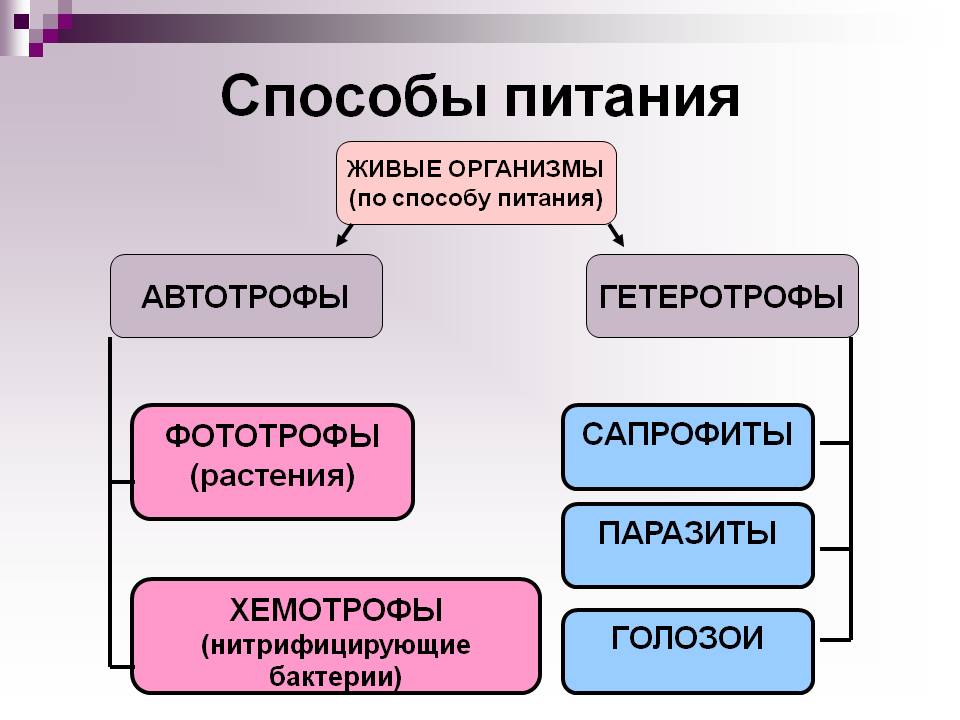 Способы питания
ЖИВЫЕ ОРГАНИЗМЫ
(по способу питания)
АВТОТРОФЫ
ГЕТЕРОТРОФЫ
ФОТОТРОФЫ
(растения)
ХЕМОТРОФЫ
(нитрифицирующие
бактерии)
САПРОФИТЫ
ПАРАЗИТЫ
ГОЛОЗОИ